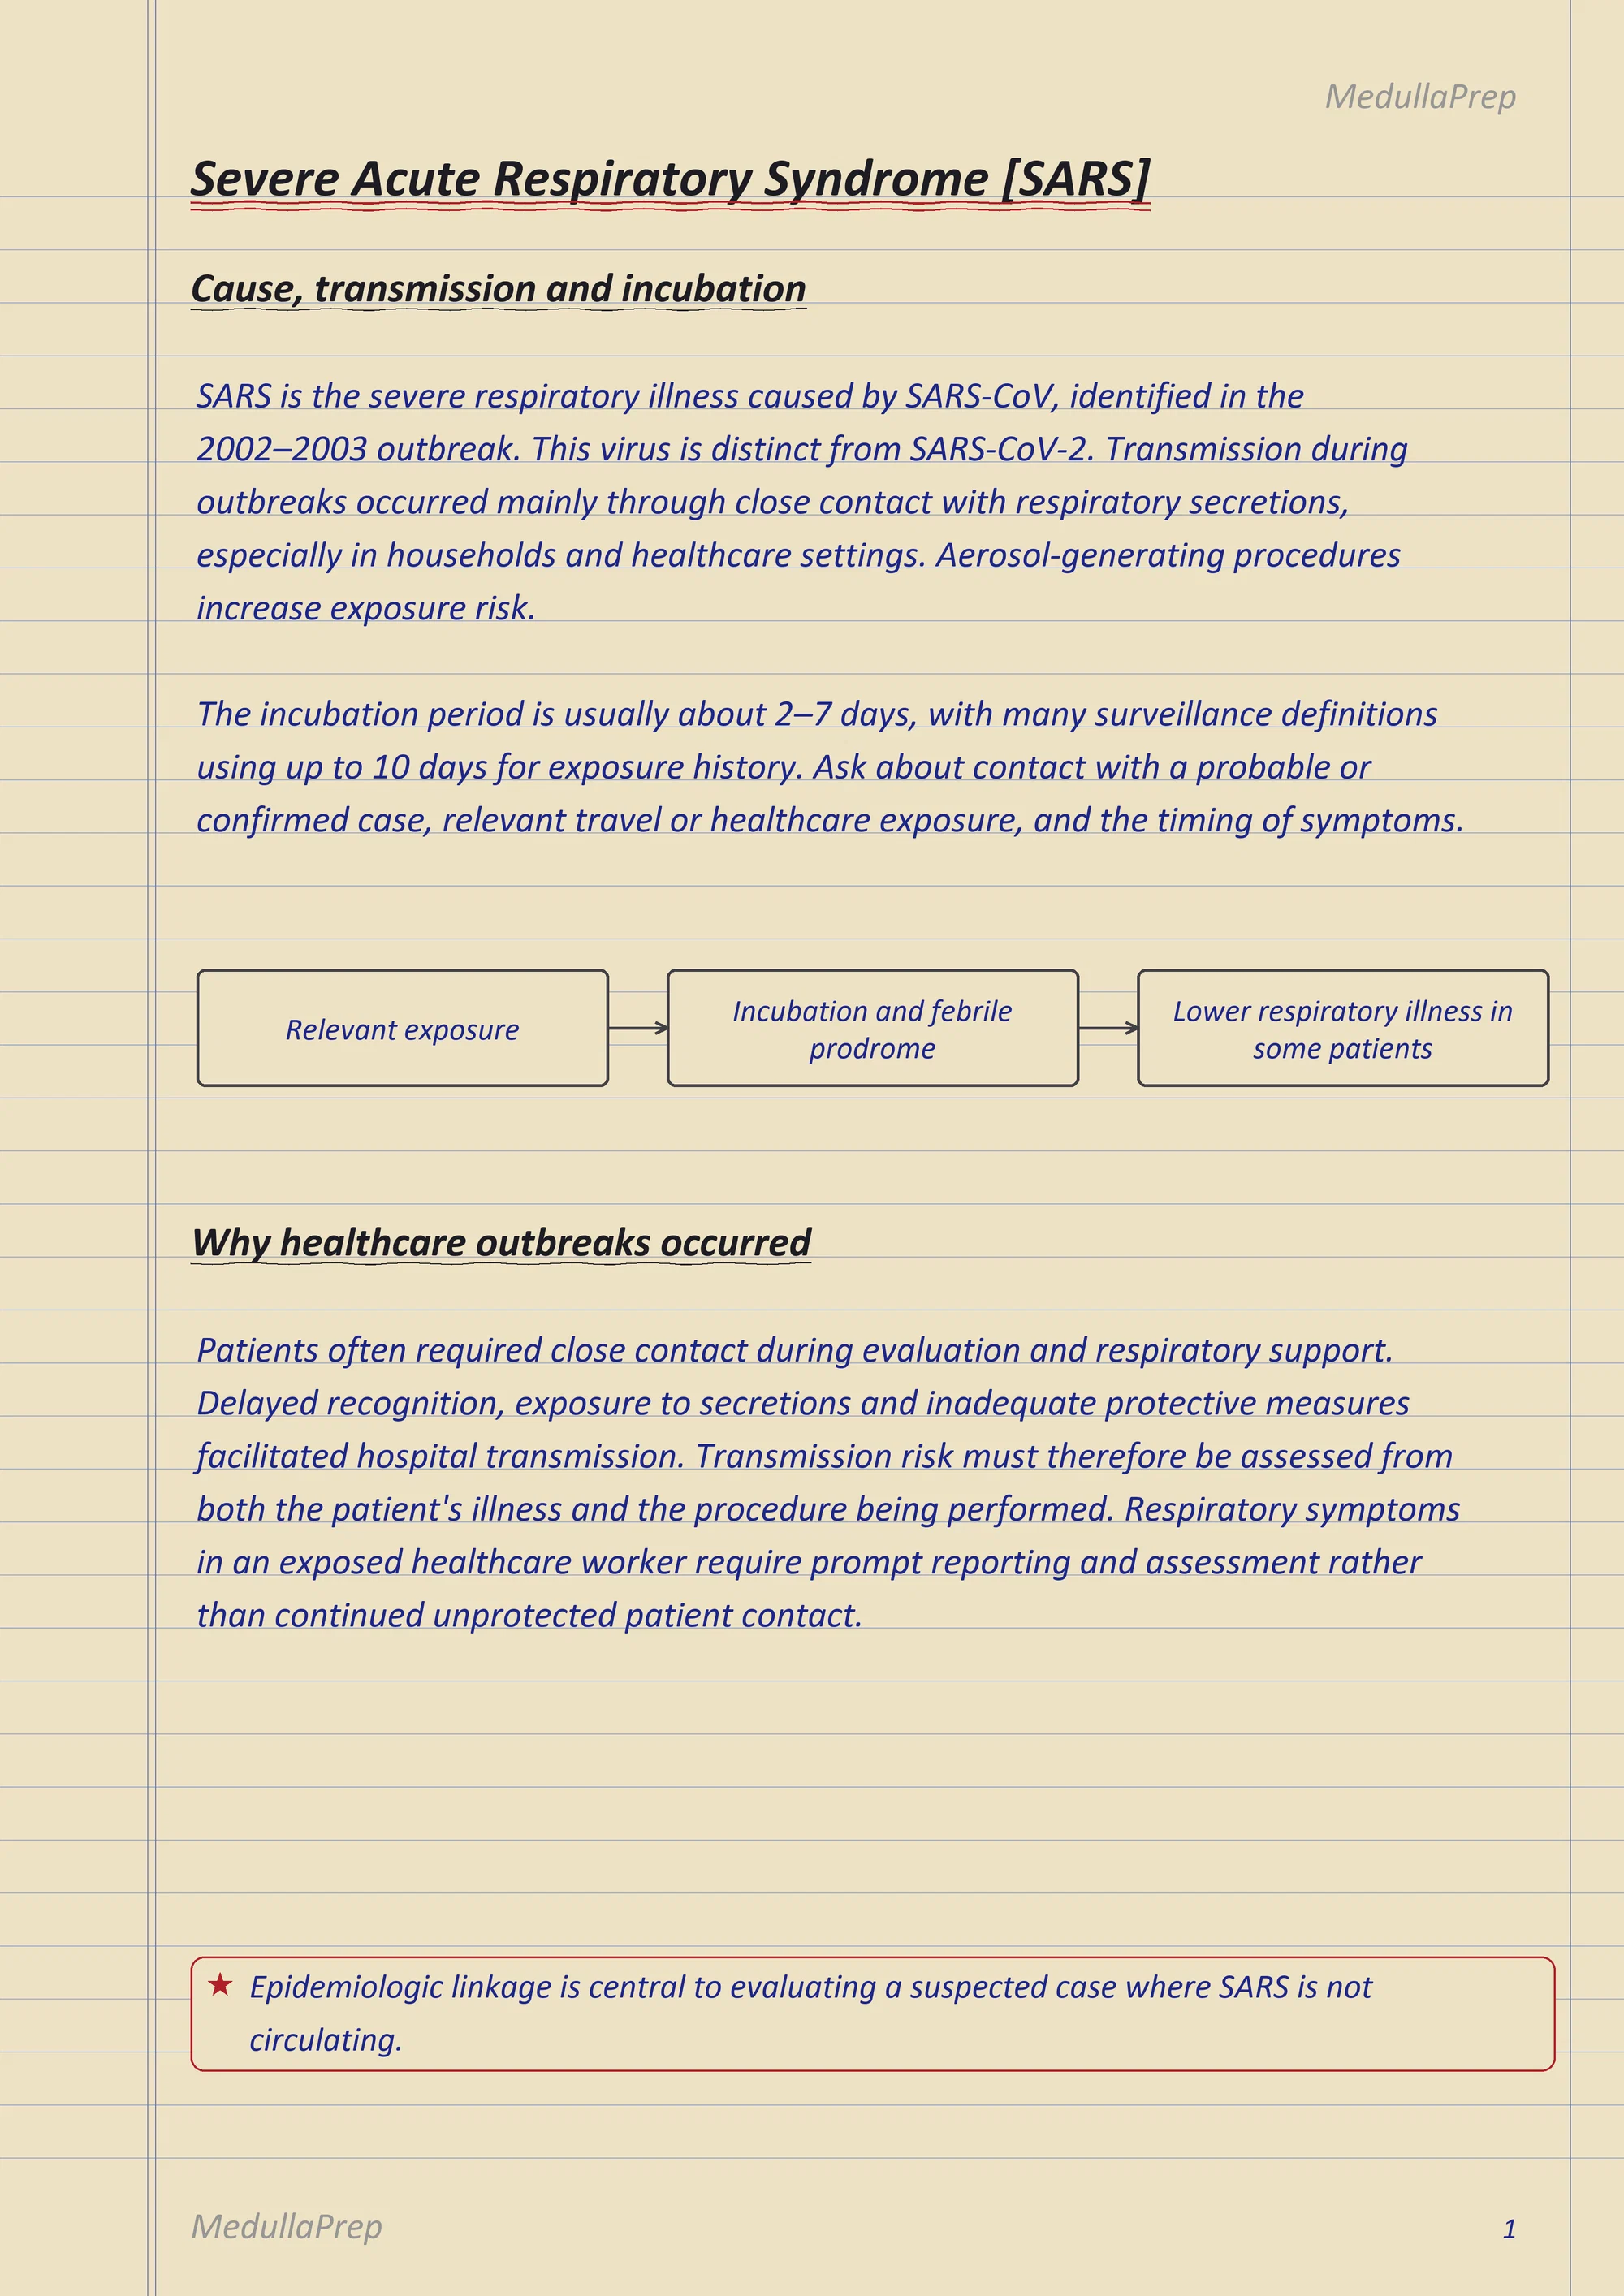 MedullaPrep
Severe Acute Respiratory Syndrome [SARS]
Cause, transmission and incubation
SARS is the severe respiratory illness caused by SARS-CoV, identified in the
2002–2003 outbreak. This virus is distinct from SARS-CoV-2. Transmission during
outbreaks occurred mainly through close contact with respiratory secretions,
especially in households and healthcare settings. Aerosol-generating procedures
increase exposure risk.
The incubation period is usually about 2–7 days, with many surveillance definitions
using up to 10 days for exposure history. Ask about contact with a probable or
confirmed case, relevant travel or healthcare exposure, and the timing of symptoms.
Relevant exposure
Incubation and febrile
prodrome
Lower respiratory illness in
some patients
Why healthcare outbreaks occurred
Patients often required close contact during evaluation and respiratory support.
Delayed recognition, exposure to secretions and inadequate protective measures
facilitated hospital transmission. Transmission risk must therefore be assessed from
both the patient's illness and the procedure being performed. Respiratory symptoms
in an exposed healthcare worker require prompt reporting and assessment rather
than continued unprotected patient contact.
★ Epidemiologic linkage is central to evaluating a suspected case where SARS is not
circulating.
MedullaPrep
1